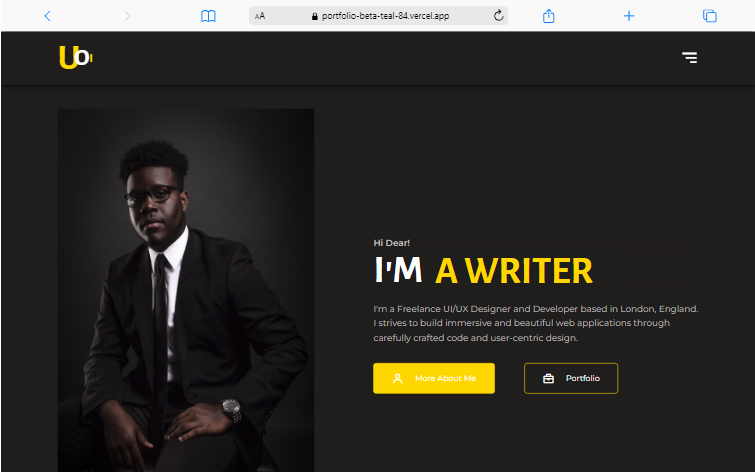 AA portfolio-beta-teal-84.vercel.app
Uo!
Hi Dear!
I'M A WRITER
I'm a Freelance UI/UX Designer and Developer based in London, England.
I strives to build immersive and beautiful web applications through
carefully crafted code and user-centric design.
More About Me
Portfolio